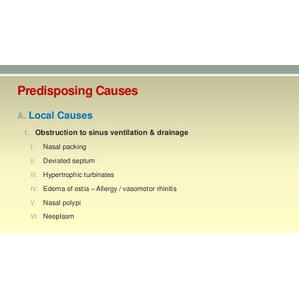 Predisposing Causes
A. Local Causes
1. Obstruction to sinus ventilation & drainage
I. Nasal packing
II. Deviated septum
III. Hypertrophic turbinates
IV. Edema of ostia – Allergy / vasomotor rhinitis
V. Nasal polypi
VI. Neoplasm